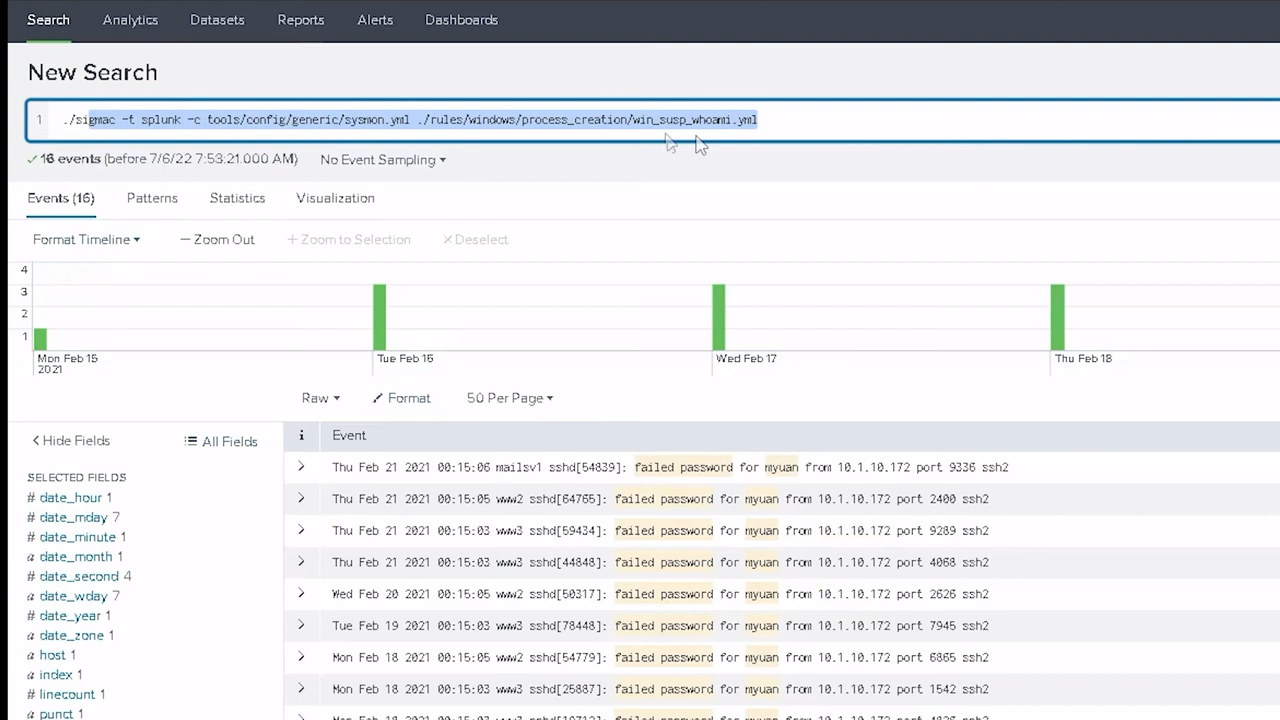 Search Analytics Datasets Reports Alerts Dashboards
New Search
1 ./sigmac -t splunk -c tools/config/generic/sysmon.yml ./rules/windows/process_creation/win_susp_whoami.yml
16 events (before 7/6/22 7:53:21.000 AM) No Event Sampling
Events (16) Patterns Statistics Visualization
Format Timeline — Zoom Out + Zoom to Selection × Deselect
4
3
2
1
Mon Feb 15 Tue Feb 16 Wed Feb 17 Thu Feb 18
2021
Raw Format 50 Per Page
< Hide Fields All Fields i Event
SELECTED FIELDS
# date_hour 1
# date_mday 7
# date_minute 1
a date_month 1
# date_second 4
a date_wday 7
# date_year 1
a date_zone 1
a host 1
a index 1
# linecount 1
a punct 1
> Thu Feb 21 2021 00:15:06 mailsv1 sshd[54839]: failed password for myuan from 10.1.10.172 port 9336 ssh2
> Thu Feb 21 2021 00:15:05 www2 sshd[64765]: failed password for myuan from 10.1.10.172 port 2400 ssh2
> Thu Feb 21 2021 00:15:03 www3 sshd[59434]: failed password for myuan from 10.1.10.172 port 9289 ssh2
> Thu Feb 21 2021 00:15:03 www3 sshd[44848]: failed password for myuan from 10.1.10.172 port 4068 ssh2
> Wed Feb 20 2021 00:15:05 www2 sshd[50317]: failed password for myuan from 10.1.10.172 port 2626 ssh2
> Tue Feb 19 2021 00:15:03 www3 sshd[78448]: failed password for myuan from 10.1.10.172 port 7945 ssh2
> Mon Feb 18 2021 00:15:05 www2 sshd[54779]: failed password for myuan from 10.1.10.172 port 6865 ssh2
> Mon Feb 18 2021 00:15:03 www3 sshd[25887]: failed password for myuan from 10.1.10.172 port 1542 ssh2